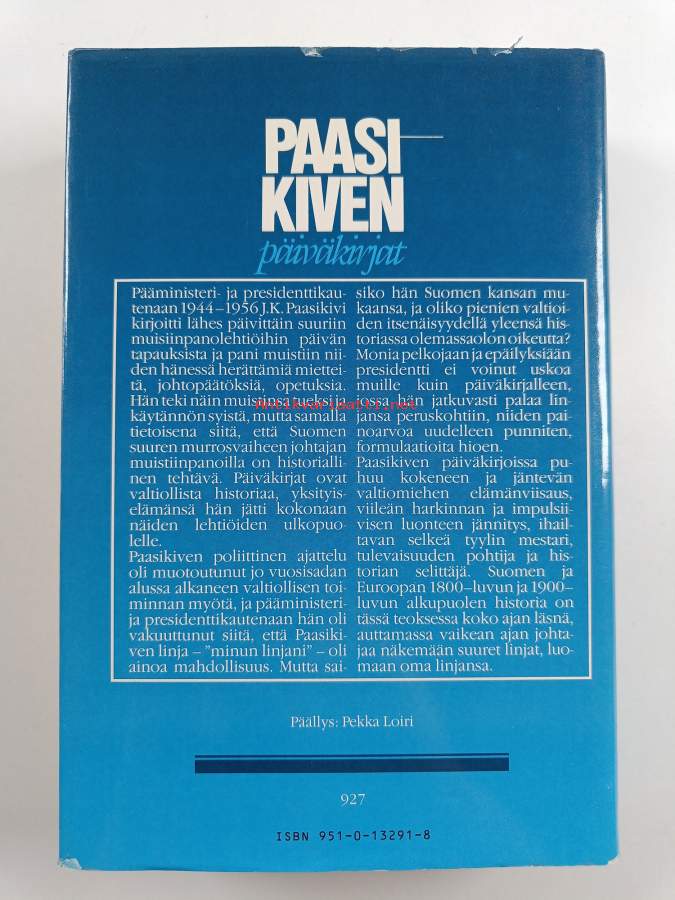 PAASI
KIVEN
päiväkirjat
Pääministeri- ja presidenttikau-
tenaan 1944–1956 J.K. Paasikivi
kirjoitti lähes päivittäin suuriin
muisiinpanolehtiöihin päivän
tapauksista ja pani muistiin nii-
den hänessä herättämiä miettei-
tä, johtopäätöksiä, opetuksia.
Hän teki näin muistin tueksi ja
käytännön syistä, mutta samalla
tietoisena siitä, että Suomen
suuren murrosvaiheen johtajan
muistiinpanoilla on historialli-
nen tehtävä. Päiväkirjat ovat
valtiollista historiaa, yksityis-
elämänsä hän jätti kokonaan
näiden lehtiöiden ulkopuo-
lelle.
Paasikiven poliittinen ajattelu
oli muotoutunut jo vuosisadan
alussa alkaneen valtiollisen toi-
minnan myötä, ja pääministeri-
ja presidenttikautenaan hän oli
vakuuttunut siitä, että Paasiki-
ven linja – ”minun linjani” – oli
ainoa mahdollisuus. Mutta sai-
siko hän Suomen kansan mu-
kaansa, ja oliko pienien valtioi-
den itsenäisyydellä yleensä his-
toriassa olemassaolon oikeutta?
Monia pelkojaan ja epäilyksiään
presidentti ei voinut uskoa
muille kuin päiväkirjalleen,
jossa hän jatkuvasti palaa lin-
jansa peruskohtiin, niiden pai-
noarvoa uudelleen punniten,
formulaatioita hioen.
Paasikiven päiväkirjoissa pu-
huu kokeneen ja jäntevän
valtiomiehen elämänviisaus,
viileän harkinnan ja impulsii-
visen luonteen jännitys, ihail-
tavan selkeä tyylin mestari,
tulevaisuuden pohtija ja his-
torian selittäjä. Suomen ja
Euroopan 1800–luvun ja 1900–
luvun alkupuolen historia on
tässä teoksessa koko ajan läsnä,
auttamassa vaikean ajan johta-
jaa näkemään suuret linjat, luo-
maan oma linjansa.
Antikvariaatti.net
Päällys: Pekka Loiri
927
ISBN 951-0-13291-8